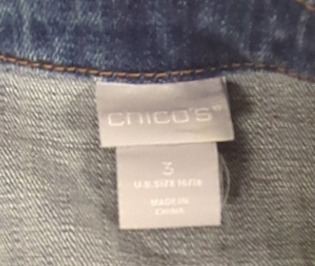 chico's
3
U.S. SIZE 16/18
MADE IN
CHINA